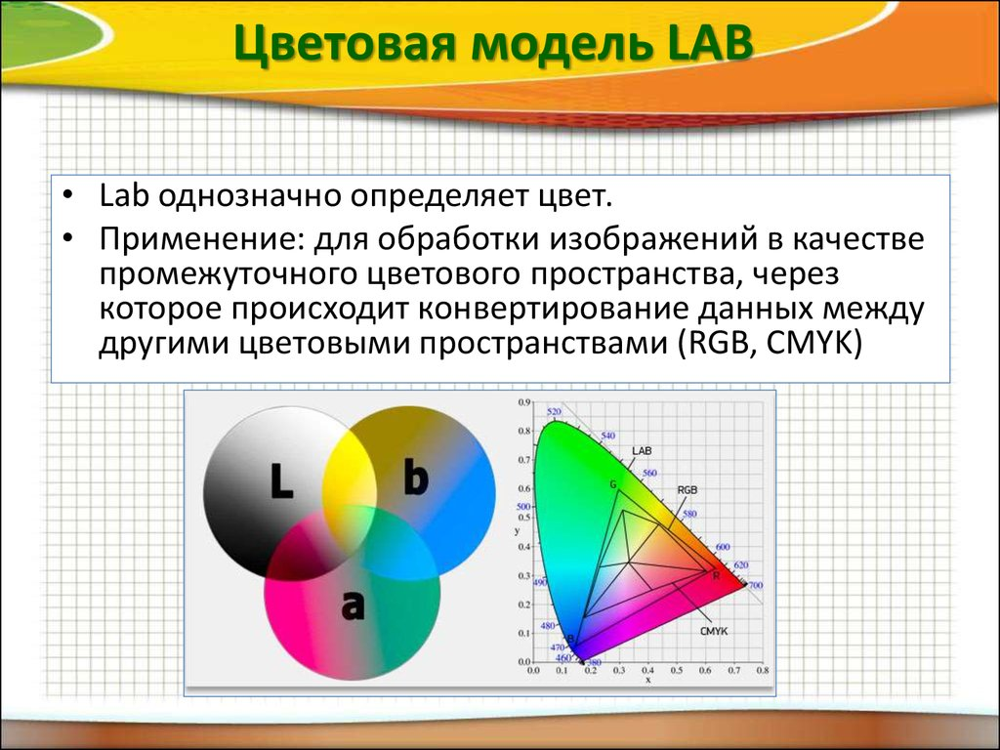 Цветовая модель LAB
• Lab однозначно определяет цвет.
• Применение: для обработки изображений в качестве
промежуточного цветового пространства, через
которое происходит конвертирование данных между
другими цветовыми пространствами (RGB, CMYK)
L
b
a
0.9
520
0.8
540
LAB
0.7
560
G
0.6
RGB
500
580
0.5
y
0.4
600
620
0.3
490
R
700
0.2
480
0.1
B
CMYK
470
460
380
0.0
0.0 0.1 0.2 0.3 0.4 0.5 0.6 0.7 0.8
x